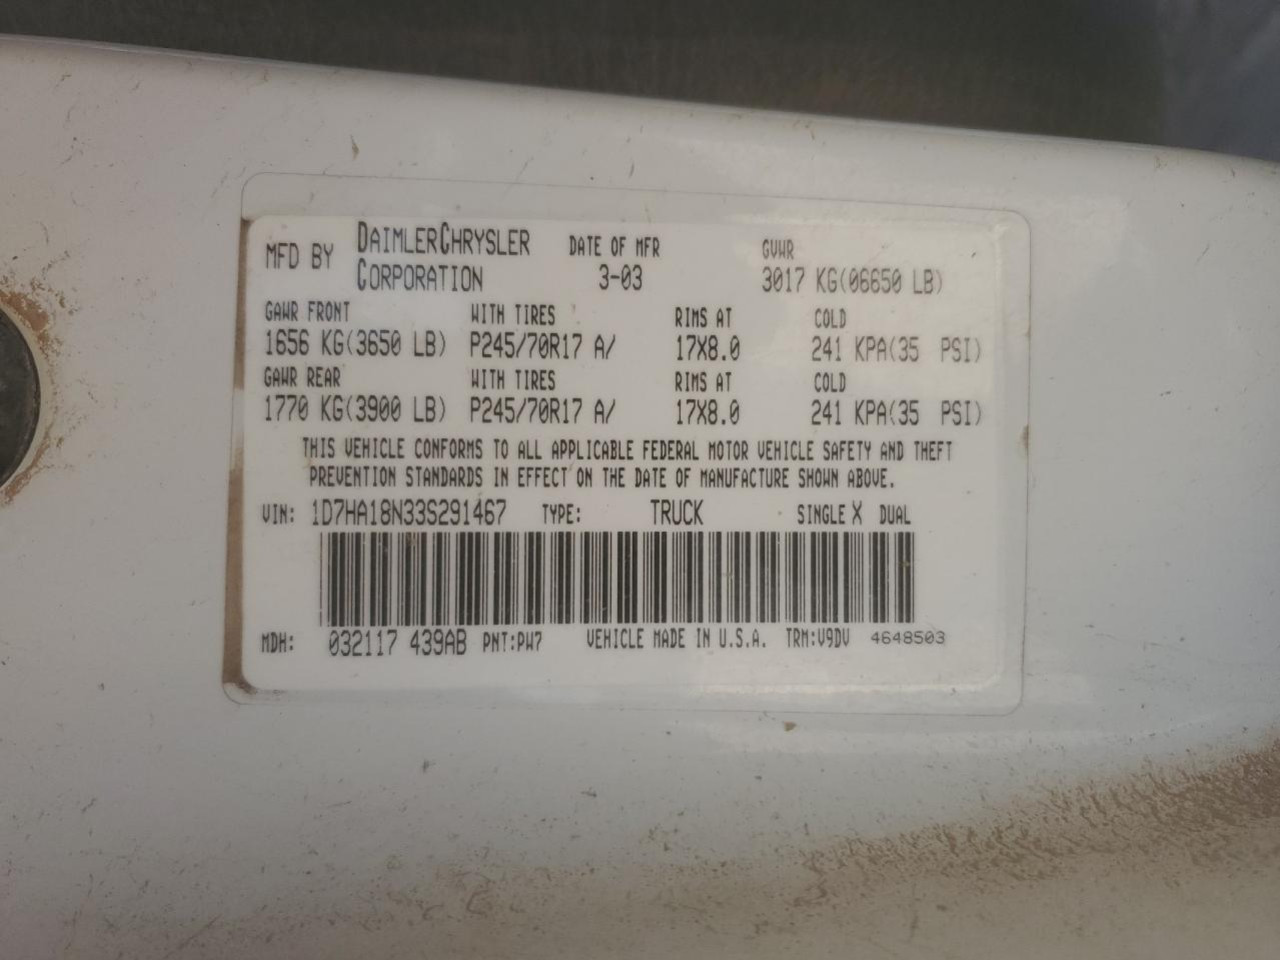 MFD BY DAIMLERCHRYSLER CORPORATION DATE OF MFR 3-03 GVWR 3017 KG(06650 LB)
GAWR FRONT WITH TIRES RIMS AT COLD
1656 KG(3650 LB) P245/70R17 A/ 17X8.0 241 KPA(35 PSI)
GAWR REAR WITH TIRES RIMS AT COLD
1770 KG(3900 LB) P245/70R17 A/ 17X8.0 241 KPA(35 PSI)
THIS VEHICLE CONFORMS TO ALL APPLICABLE FEDERAL MOTOR VEHICLE SAFETY AND THEFT
PREVENTION STANDARDS IN EFFECT ON THE DATE OF MANUFACTURE SHOWN ABOVE.
VIN: 1D7HA18N33S291467 TYPE: TRUCK SINGLE X DUAL
MDH: 032117 439AB PNT:PW7 VEHICLE MADE IN U.S.A. TRM:V9DV 4648503